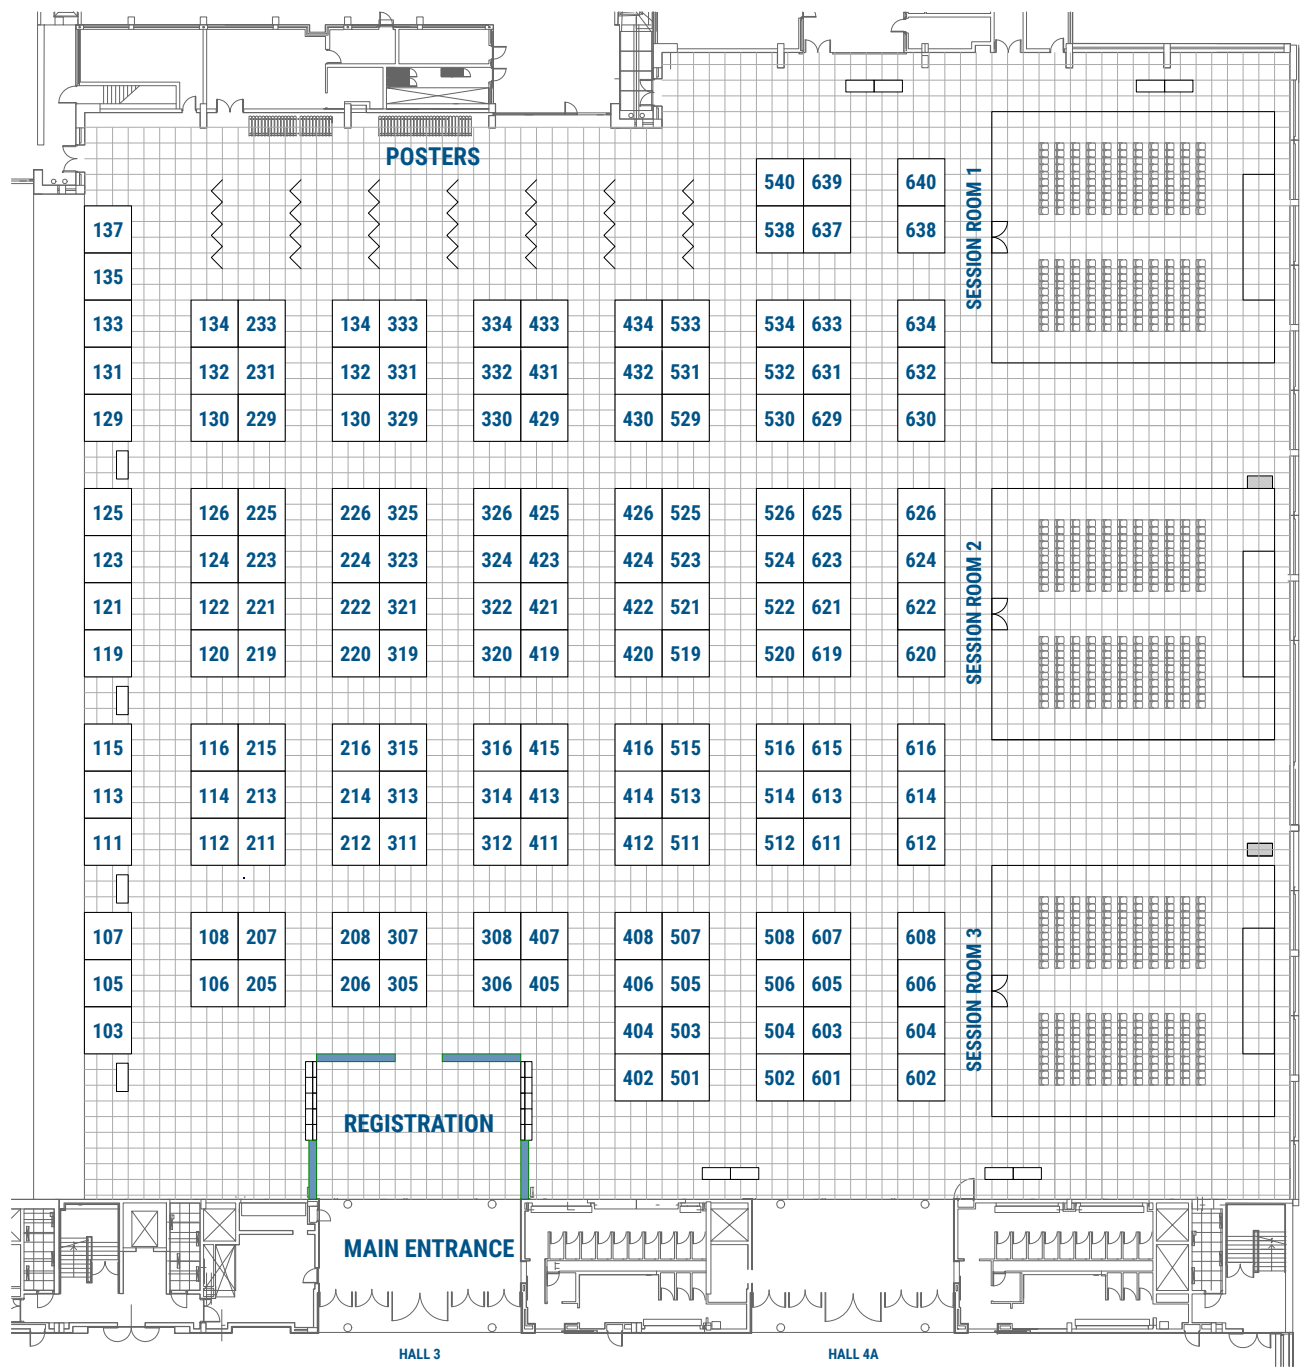 POSTERS
540 639 640
137 538 637 638
SESSION ROOM 1
135
133 134 233 134 333 334 433 434 533 534 633 634
131 132 231 132 331 332 431 432 531 532 631 632
129 130 229 130 329 330 429 430 529 530 629 630
125 126 225 226 325 326 425 426 525 526 625 626
123 124 223 224 323 324 423 424 523 524 623 624
SESSION ROOM 2
121 122 221 222 321 322 421 422 521 522 621 622
119 120 219 220 319 320 419 420 519 520 619 620
115 116 215 216 315 316 415 416 515 516 615 616
113 114 213 214 313 314 413 414 513 514 613 614
111 112 211 212 311 312 411 412 511 512 611 612
107 108 207 208 307 308 407 408 507 508 607 608
105 106 205 206 305 306 405 406 505 506 605 606
SESSION ROOM 3
103 404 503 504 603 604
402 501 502 601 602
REGISTRATION
MAIN ENTRANCE
HALL 3 HALL 4A